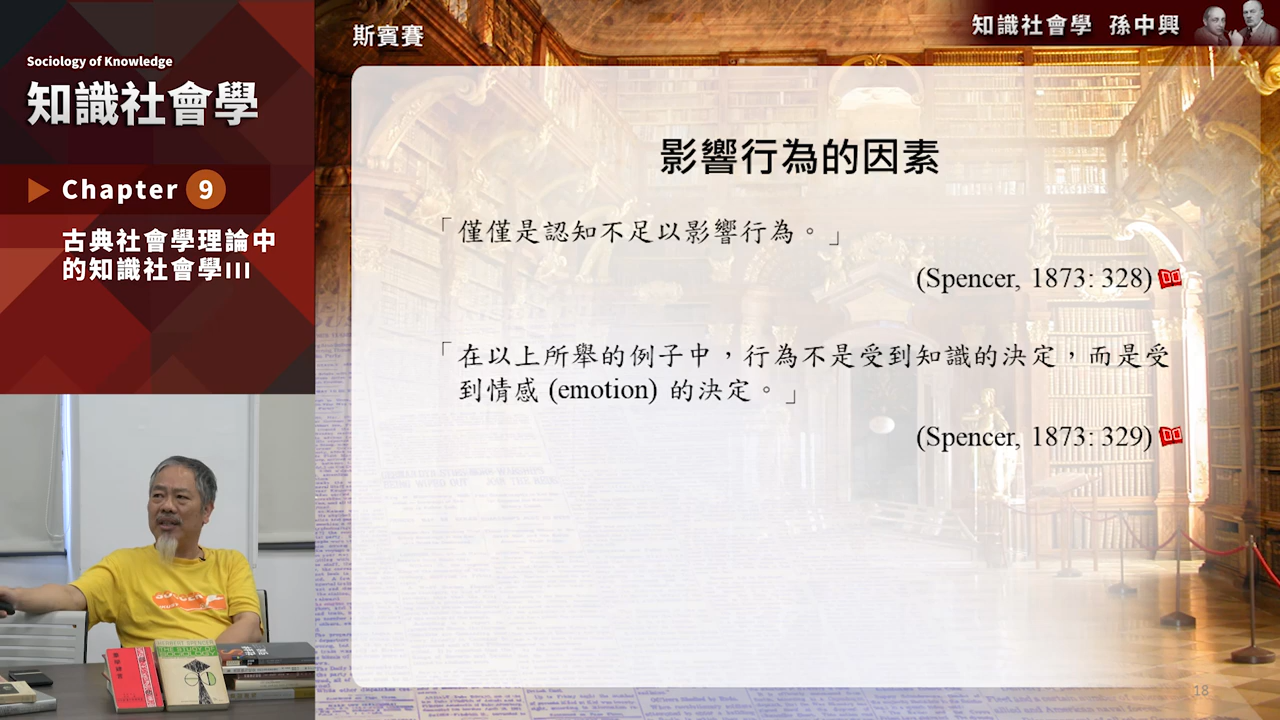 Sociology of Knowledge
知識社會學
Chapter 9
古典社會學理論中
的知識社會學III
斯賓賽
知識社會學 孫中興
影響行為的因素
「僅僅是認知不足以影響行為。」
(Spencer, 1873: 328)
「在以上所舉的例子中，行為不是受到知識的決定，而是受
到情感 (emotion) 的決定。」
(Spencer, 1873: 329)
18
HERBERT SPENCER